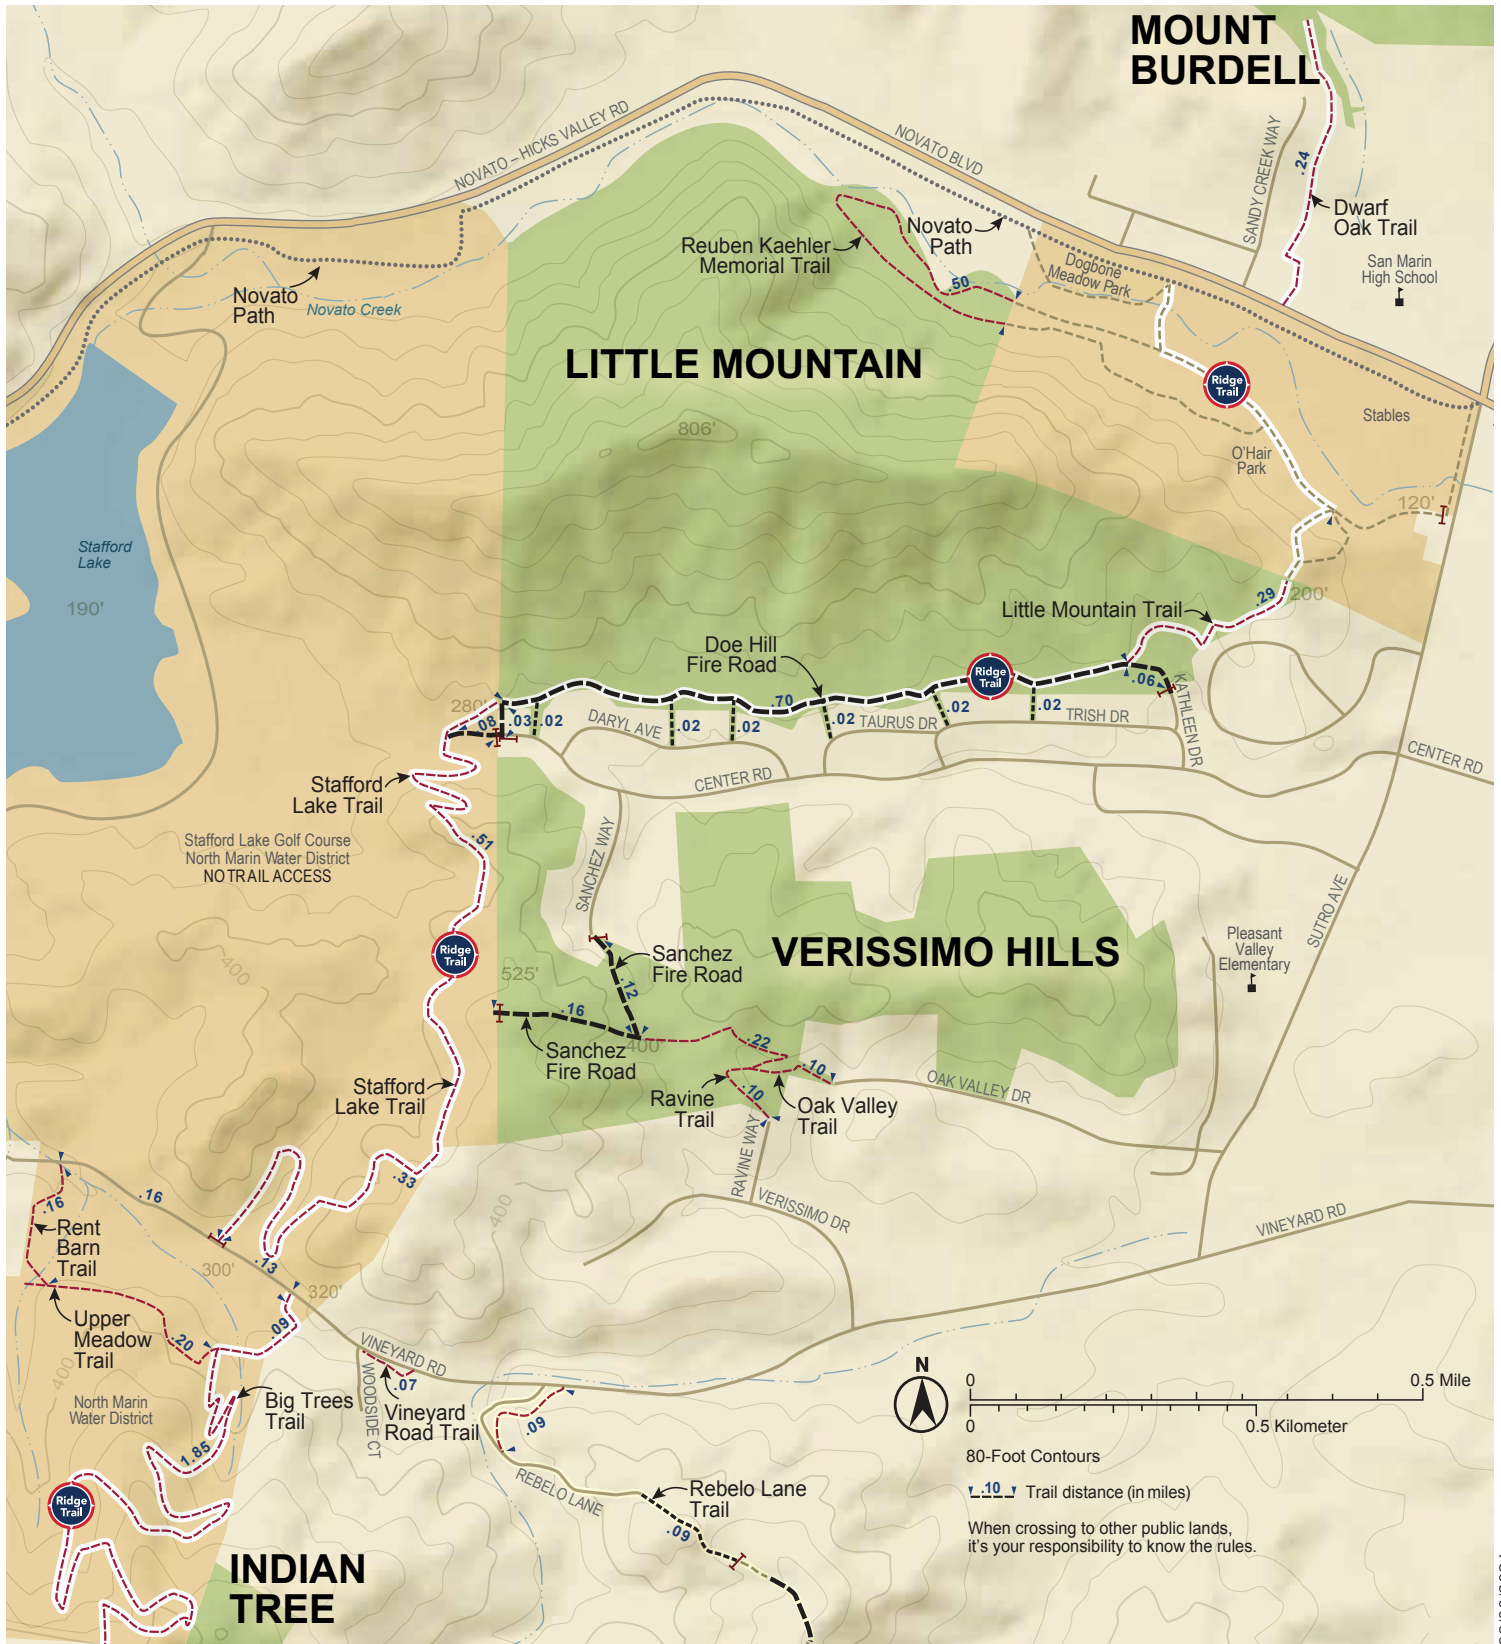 MOUNT
BURDELL
NOVATO – HICKS VALLEY RD
NOVATO BLVD
SANDY CREEK WAY
.24
Dwarf
Oak Trail
San Marin
High School
Reuben Kaehler
Memorial Trail
Novato
Path
.50
Dogbone
Meadow Park
Novato
Path
Novato Creek
LITTLE MOUNTAIN
Ridge
Trail
Stables
806'
O'Hair
Park
120'
Stafford
Lake
190'
200'
.29
Little Mountain Trail
Doe Hill
Fire Road
Ridge
Trail
.06
KATHLEEN DR
280'
.08
.03
.02
.70
DARYL AVE
.02
.02
.02
TAURUS DR
.02
.02
TRISH DR
CENTER RD
CENTER RD
Stafford
Lake Trail
.51
Stafford Lake Golf Course
North Marin Water District
NO TRAIL ACCESS
SANCHEZ WAY
SUTRO AVE
Ridge
Trail
400
525'
Sanchez
Fire Road
VERISSIMO HILLS
Pleasant
Valley
Elementary
.12
.16
400'
Sanchez
Fire Road
.22
.10
OAK VALLEY DR
Stafford
Lake Trail
Ravine
Trail
.10
Oak Valley
Trail
RAVINE WAY
.33
.16
.16
400
VERISSIMO DR
VINEYARD RD
Rent
Barn
Trail
.13
300'
320'
Upper
Meadow
Trail
.20
.09
400
VINEYARD RD
WOODSIDE CT
.07
North Marin
Water District
Big Trees
Trail
Vineyard
Road Trail
.09
1.85
REBELO LANE
Rebelo Lane
Trail
.09
Ridge
Trail
INDIAN
TREE
N
0
0.5 Mile
0
0.5 Kilometer
80-Foot Contours
.10
Trail distance (in miles)
When crossing to other public lands,
it's your responsibility to know the rules.